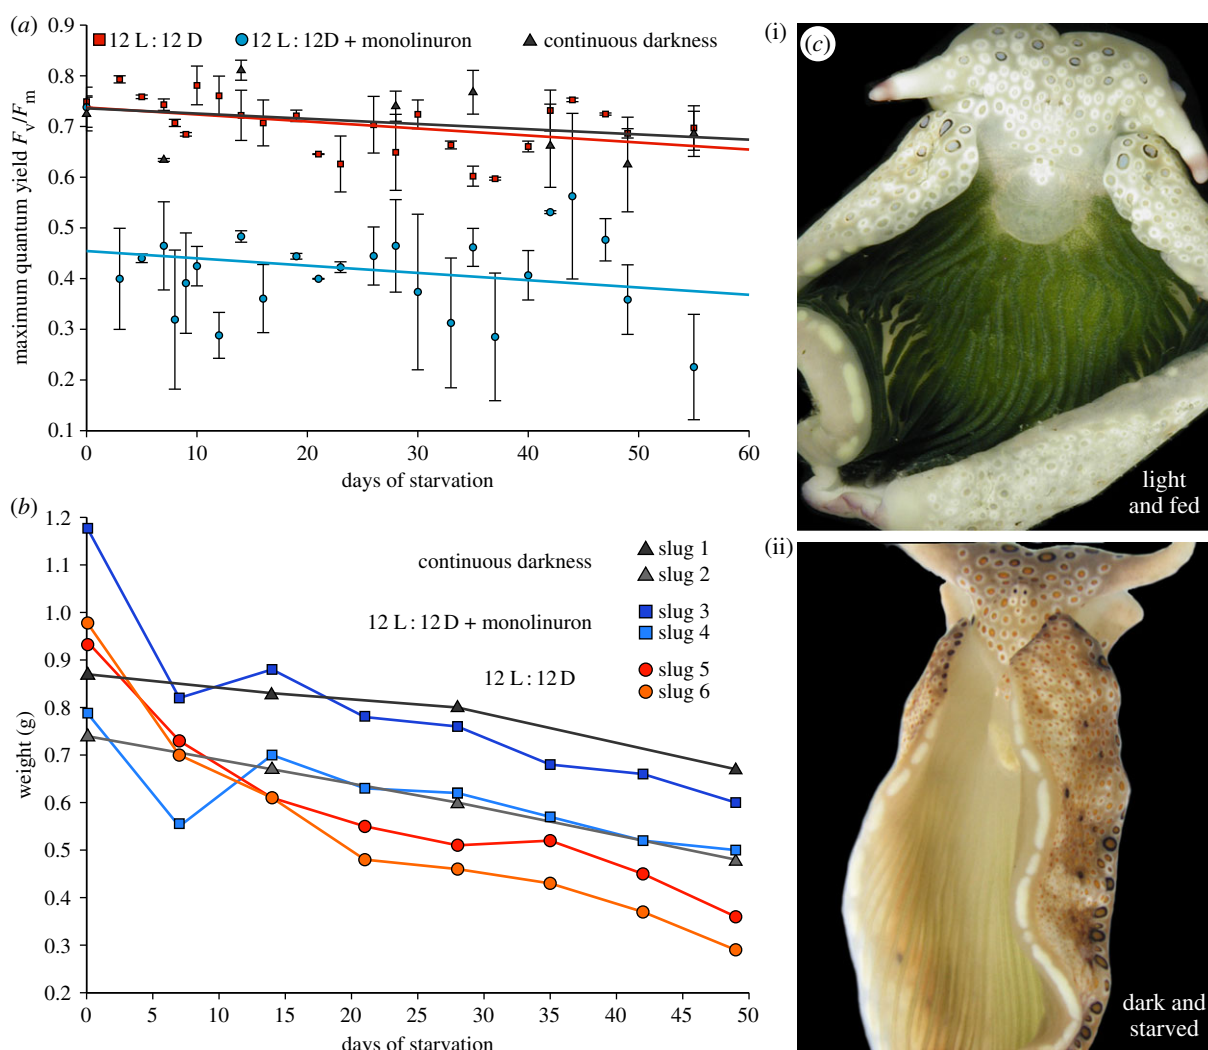 (a)
0.9
0.8
0.7
0.6
0.5
0.4
0.3
0.2
0.1
maximum quantum yield Fv/Fm
12 L : 12 D
12 L : 12D + monolinuron
continuous darkness
0 10 20 30 40 50 60
days of starvation
(b)
1.2
1.1
1.0
0.9
0.8
0.7
0.6
0.5
0.4
0.3
0.2
weight (g)
continuous darkness
slug 1
slug 2
12 L : 12 D + monolinuron
slug 3
slug 4
12 L : 12 D
slug 5
slug 6
0 5 10 15 20 25 30 35 40 45 50
days of starvation
(i)
(c)
light
and fed
(ii)
dark and
starved